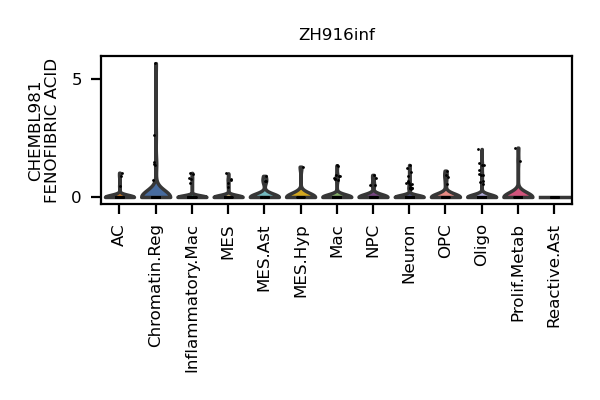 ZH916inf
CHEMBL981
FENOFIBRIC ACID
5
0
AC
Chromatin.Reg
Inflammatory.Mac
MES
MES.Ast
MES.Hyp
Mac
NPC
Neuron
OPC
Oligo
Prolif.Metab
Reactive.Ast